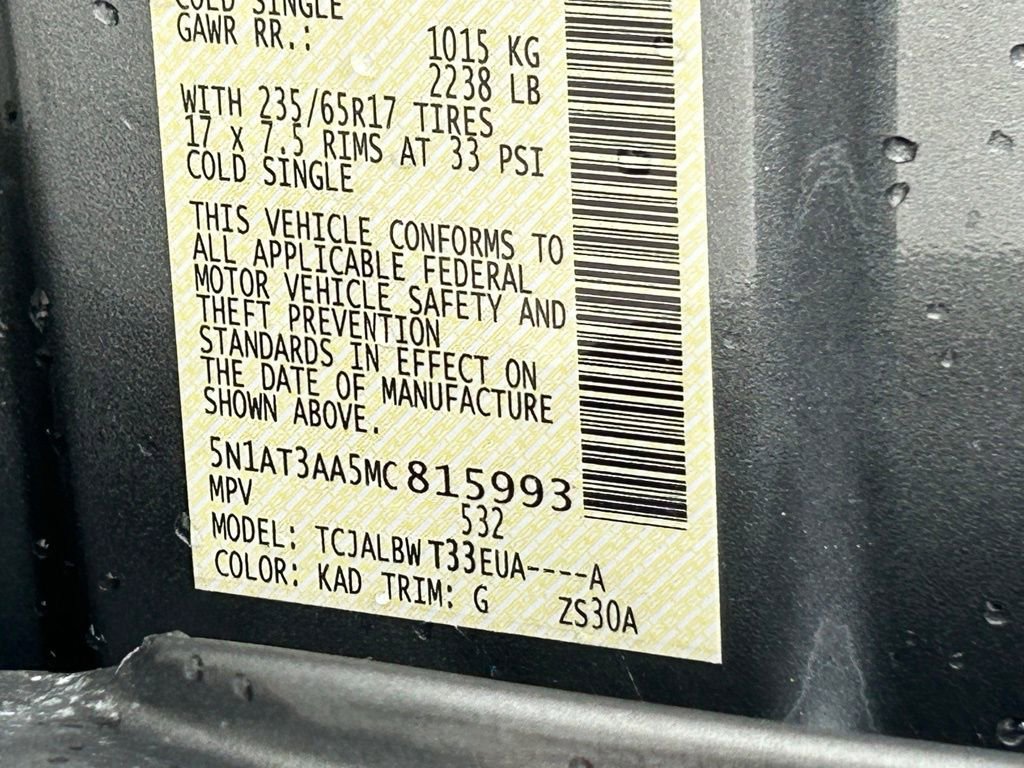 COLD SINGLE
GAWR RR.: 1015 KG
2238 LB
WITH 235/65R17 TIRES
17 X 7.5 RIMS AT 33 PSI
COLD SINGLE
THIS VEHICLE CONFORMS TO
ALL APPLICABLE FEDERAL
MOTOR VEHICLE SAFETY AND
THEFT PREVENTION
STANDARDS IN EFFECT ON
THE DATE OF MANUFACTURE
SHOWN ABOVE.
5N1AT3AA5MC815993
MPV 532
MODEL: TCJALBWT33EUA----A
COLOR: KAD TRIM: G ZS30A